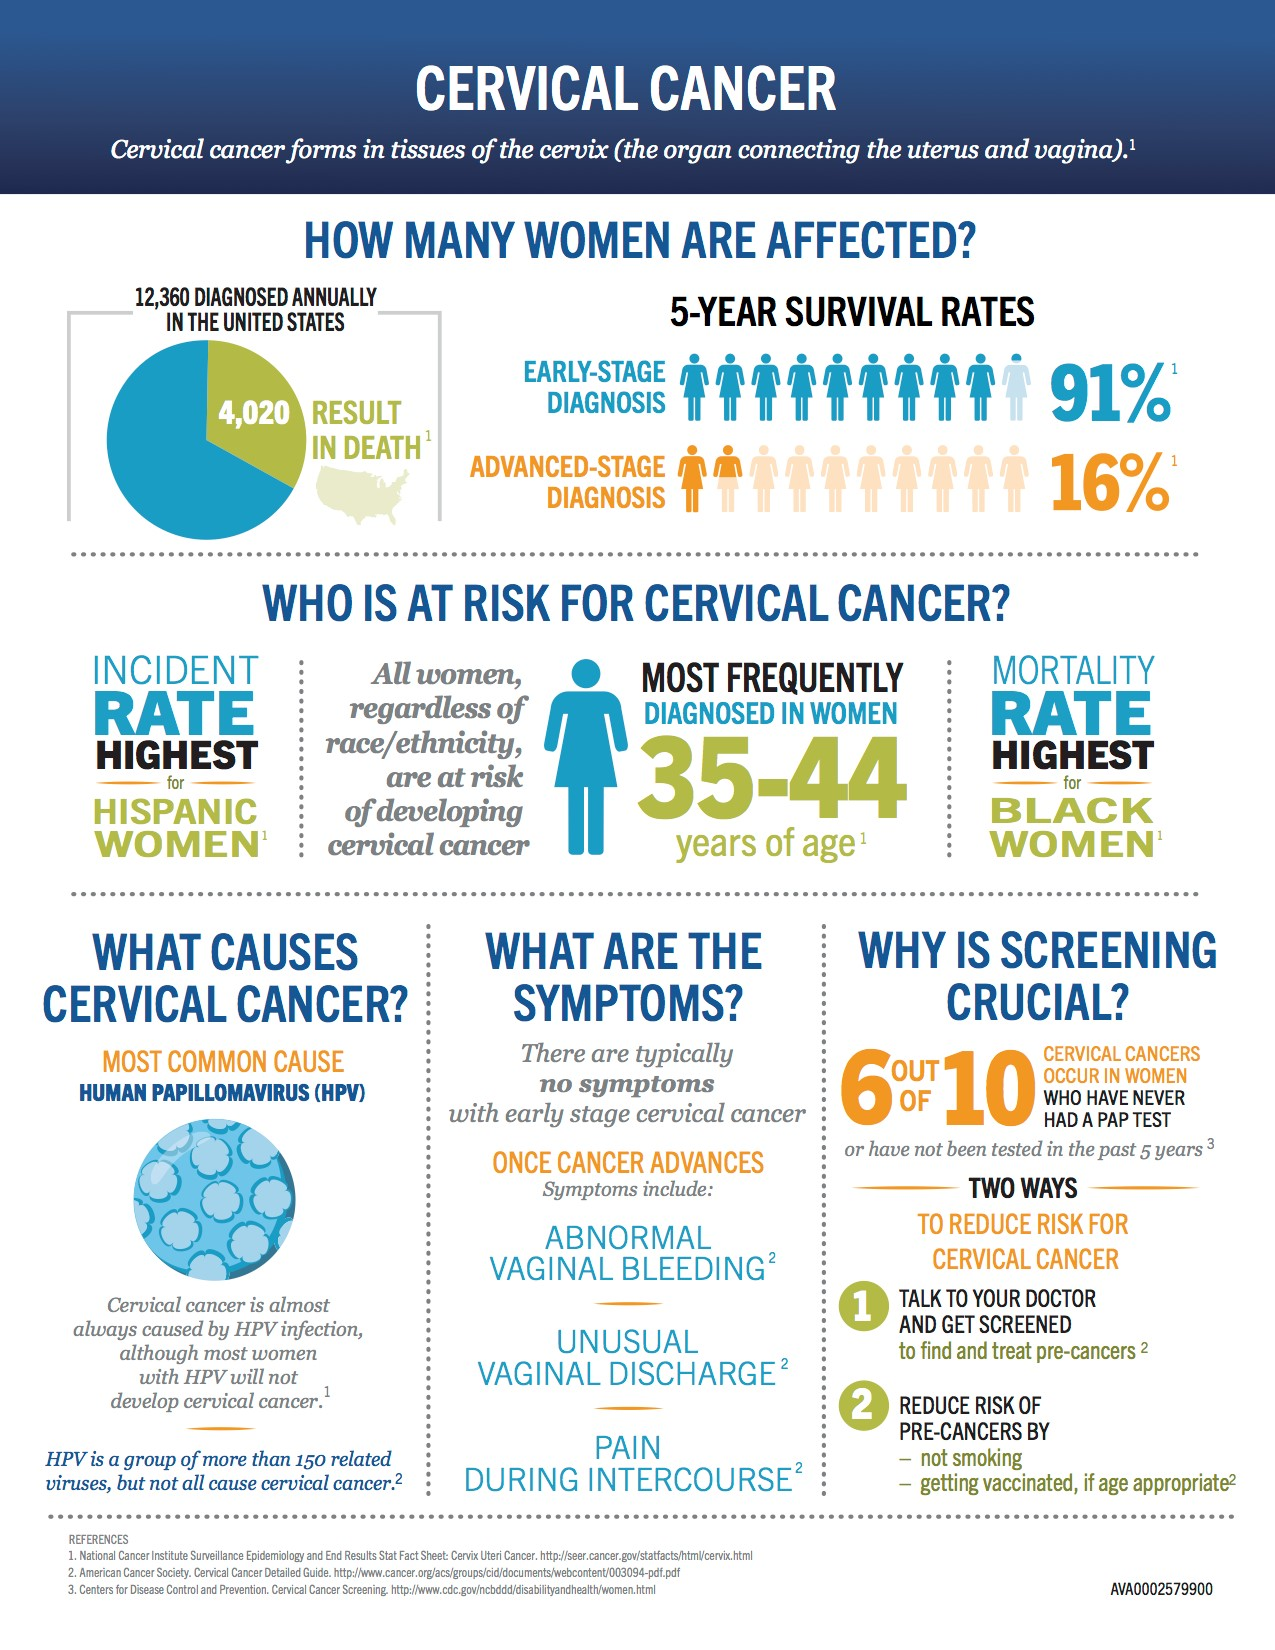 CERVICAL CANCER
Cervical cancer forms in tissues of the cervix (the organ connecting the uterus and vagina).1
HOW MANY WOMEN ARE AFFECTED?
12,360 DIAGNOSED ANNUALLY
IN THE UNITED STATES
4,020 RESULT
IN DEATH1
5-YEAR SURVIVAL RATES
EARLY-STAGE
DIAGNOSIS
91%1
ADVANCED-STAGE
DIAGNOSIS
16%1
WHO IS AT RISK FOR CERVICAL CANCER?
INCIDENT
RATE
HIGHEST
for
HISPANIC
WOMEN1
All women,
regardless of
race/ethnicity,
are at risk
of developing
cervical cancer
MOST FREQUENTLY
DIAGNOSED IN WOMEN
35-44
years of age1
MORTALITY
RATE
HIGHEST
for
BLACK
WOMEN1
WHAT CAUSES
CERVICAL CANCER?
MOST COMMON CAUSE
HUMAN PAPILLOMAVIRUS (HPV)
Cervical cancer is almost
always caused by HPV infection,
although most women
with HPV will not
develop cervical cancer.1
HPV is a group of more than 150 related
viruses, but not all cause cervical cancer.2
WHAT ARE THE
SYMPTOMS?
There are typically
no symptoms
with early stage cervical cancer
ONCE CANCER ADVANCES
Symptoms include:
ABNORMAL
VAGINAL BLEEDING2
UNUSUAL
VAGINAL DISCHARGE2
PAIN
DURING INTERCOURSE2
WHY IS SCREENING
CRUCIAL?
6 OUT OF 10
CERVICAL CANCERS
OCCUR IN WOMEN
WHO HAVE NEVER
HAD A PAP TEST
or have not been tested in the past 5 years3
TWO WAYS
TO REDUCE RISK FOR
CERVICAL CANCER
1 TALK TO YOUR DOCTOR
AND GET SCREENED
to find and treat pre-cancers2
2 REDUCE RISK OF
PRE-CANCERS BY
– not smoking
– getting vaccinated, if age appropriate2
REFERENCES
1. National Cancer Institute Surveillance Epidemiology and End Results Stat Fact Sheet: Cervix Uteri Cancer. http://seer.cancer.gov/statfacts/html/cervix.html
2. American Cancer Society. Cervical Cancer Detailed Guide. http://www.cancer.org/acs/groups/cid/documents/webcontent/003094-pdf.pdf
3. Centers for Disease Control and Prevention. Cervical Cancer Screening. http://www.cdc.gov/ncbddd/disabilityandhealth/women.html
AVA0002579900